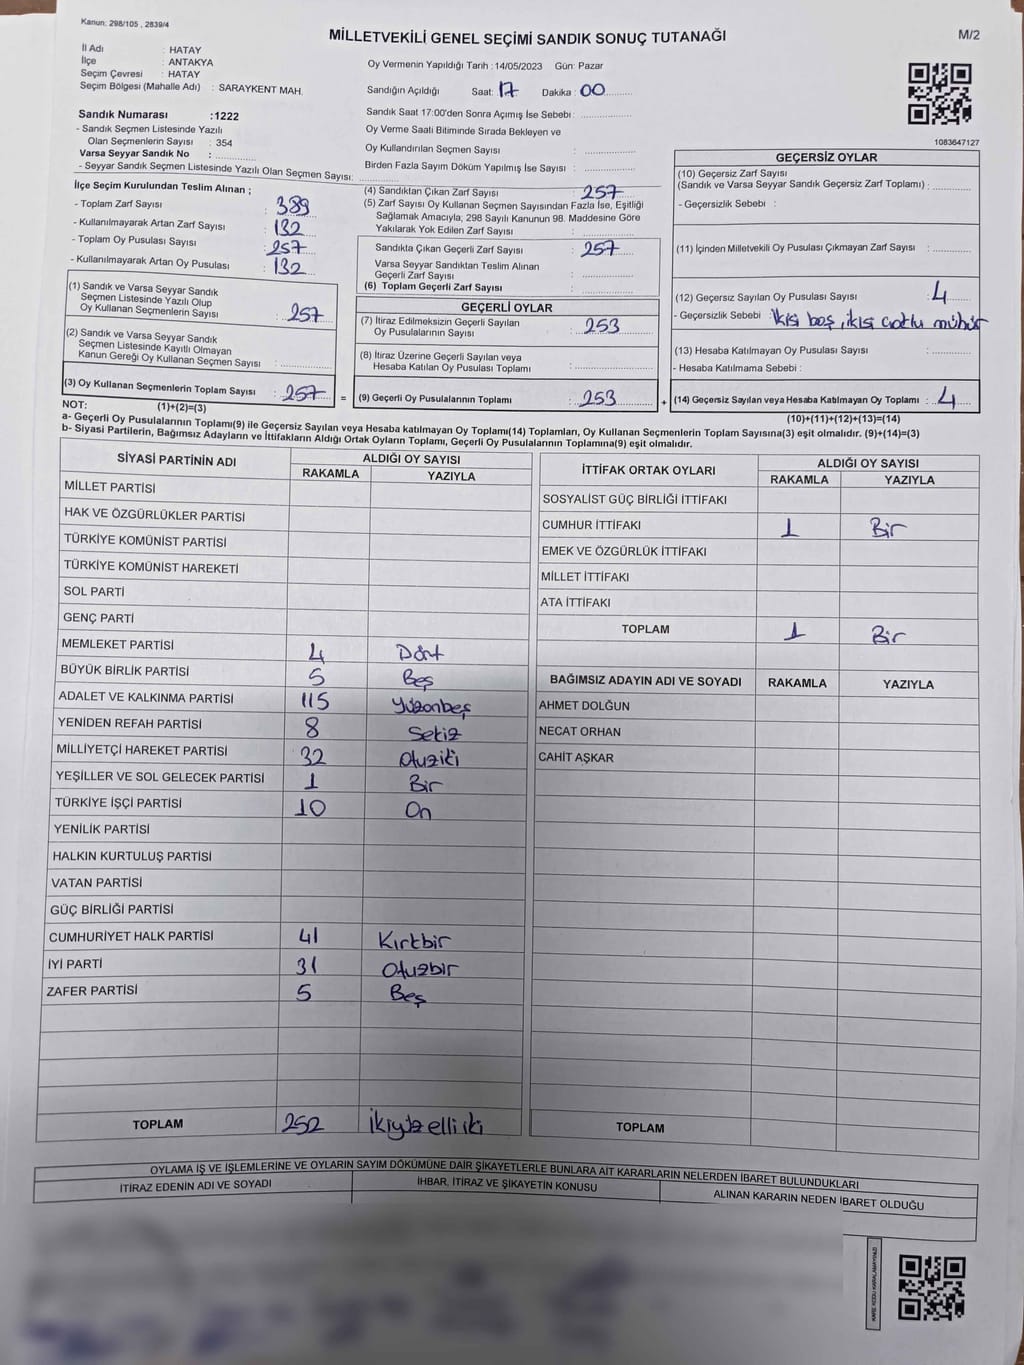 Kanun: 298/105 , 2839/4
MİLLETVEKİLİ GENEL SEÇİMİ SANDIK SONUÇ TUTANAĞI
M/2
İl Adı : HATAY
İlçe : ANTAKYA
Seçim Çevresi : HATAY
Seçim Bölgesi (Mahalle Adı) : SARAYKENT MAH.
Oy Vermenin Yapıldığı Tarih : 14/05/2023 Gün: Pazar
Sandığın Açıldığı Saat: 17 Dakika : 00
Sandık Saat 17:00'den Sonra Açımış İse Sebebi :
Oy Verme Saati Bitiminde Sırada Bekleyen ve
Oy Kullandırılan Seçmen Sayısı :
Birden Fazla Sayım Döküm Yapılmış İse Sayısı :
1083647127
Sandık Numarası : 1222
- Sandık Seçmen Listesinde Yazılı
Olan Seçmenlerin Sayısı : 354
Varsa Seyyar Sandık No :
- Seyyar Sandık Seçmen Listesinde Yazılı Olan Seçmen Sayısı:
İlçe Seçim Kurulundan Teslim Alınan ;
- Toplam Zarf Sayısı : 389
- Kullanılmayarak Artan Zarf Sayısı : 132
- Toplam Oy Pusulası Sayısı : 257
- Kullanılmayarak Artan Oy Pusulası : 132
(1) Sandık ve Varsa Seyyar Sandık
Seçmen Listesinde Yazılı Olup
Oy Kullanan Seçmenlerin Sayısı : 257
(2) Sandık ve Varsa Seyyar Sandık
Seçmen Listesinde Kayıtlı Olmayan
Kanun Gereği Oy Kullanan Seçmen Sayısı :
(3) Oy Kullanan Seçmenlerin Toplam Sayısı : 257 =
(4) Sandıktan Çıkan Zarf Sayısı : 257
(5) Zarf Sayısı Oy Kullanan Seçmen Sayısından Fazla İse, Eşitliği
Sağlamak Amacıyla, 298 Sayılı Kanunun 98. Maddesine Göre
Yakılarak Yok Edilen Zarf Sayısı :
Sandıkta Çıkan Geçerli Zarf Sayısı : 257
Varsa Seyyar Sandıktan Teslim Alınan
Geçerli Zarf Sayısı :
(6) Toplam Geçerli Zarf Sayısı :
GEÇERLİ OYLAR
(7) İtiraz Edilmeksizin Geçerli Sayılan
Oy Pusulalarının Sayısı : 253
(8) İtiraz Üzerine Geçerli Sayılan veya
Hesaba Katılan Oy Pusulası Toplamı :
(9) Geçerli Oy Pusulalarının Toplamı : 253 +
GEÇERSİZ OYLAR
(10) Geçersiz Zarf Sayısı
(Sandık ve Varsa Seyyar Sandık Geçersiz Zarf Toplamı) :
- Geçersizlik Sebebi :
(11) İçinden Milletvekili Oy Pusulası Çıkmayan Zarf Sayısı :
(12) Geçersiz Sayılan Oy Pusulası Sayısı : 4
- Geçersizlik Sebebi : İkisi boş, ikisi çoklu mühür
(13) Hesaba Katılmayan Oy Pusulası Sayısı :
- Hesaba Katılmama Sebebi :
(14) Geçersiz Sayılan veya Hesaba Katılmayan Oy Toplamı : 4
NOT: (1)+(2)=(3)
(10)+(11)+(12)+(13)=(14)
a- Geçerli Oy Pusulalarının Toplamı(9) ile Geçersiz Sayılan veya Hesaba katılmayan Oy Toplamı(14) Toplamları, Oy Kullanan Seçmenlerin Toplam Sayısına(3) eşit olmalıdır. (9)+(14)=(3)
b- Siyasi Partilerin, Bağımsız Adayların ve İttifakların Aldığı Ortak Oyların Toplamı, Geçerli Oy Pusulalarının Toplamına(9) eşit olmalıdır.
SİYASİ PARTİNİN ADI ALDIĞI OY SAYISI
RAKAMLA YAZIYLA
MİLLET PARTİSİ
HAK VE ÖZGÜRLÜKLER PARTİSİ
TÜRKİYE KOMÜNİST PARTİSİ
TÜRKİYE KOMÜNİST HAREKETİ
SOL PARTİ
GENÇ PARTİ
MEMLEKET PARTİSİ 4 Dört
BÜYÜK BİRLİK PARTİSİ 5 Beş
ADALET VE KALKINMA PARTİSİ 115 Yüzonbeş
YENİDEN REFAH PARTİSİ 8 Sekiz
MİLLİYETÇİ HAREKET PARTİSİ 32 Otuziki
YEŞİLLER VE SOL GELECEK PARTİSİ 1 Bir
TÜRKİYE İŞÇİ PARTİSİ 10 On
YENİLİK PARTİSİ
HALKIN KURTULUŞ PARTİSİ
VATAN PARTİSİ
GÜÇ BİRLİĞİ PARTİSİ
CUMHURİYET HALK PARTİSİ 41 Kırkbir
İYİ PARTİ 31 Otuzbir
ZAFER PARTİSİ 5 Beş
TOPLAM 252 İkiyüzelliiki
İTTİFAK ORTAK OYLARI ALDIĞI OY SAYISI
RAKAMLA YAZIYLA
SOSYALİST GÜÇ BİRLİĞİ İTTİFAKI
CUMHUR İTTİFAKI 1 Bir
EMEK VE ÖZGÜRLÜK İTTİFAKI
MİLLET İTTİFAKI
ATA İTTİFAKI
TOPLAM 1 Bir
BAĞIMSIZ ADAYIN ADI VE SOYADI RAKAMLA YAZIYLA
AHMET DOLĞUN
NECAT ORHAN
CAHİT AŞKAR
TOPLAM
OYLAMA İŞ VE İŞLEMLERİNE VE OYLARIN SAYIM DÖKÜMÜNE DAİR ŞİKAYETLERLE BUNLARA AİT KARARLARIN NELERDEN İBARET BULUNDUKLARI
İTİRAZ EDENİN ADI VE SOYADI İHBAR, İTİRAZ VE ŞİKAYETİN KONUSU ALINAN KARARIN NEDEN İBARET OLDUĞU
KARE KODU KARALAMAYINIZ!